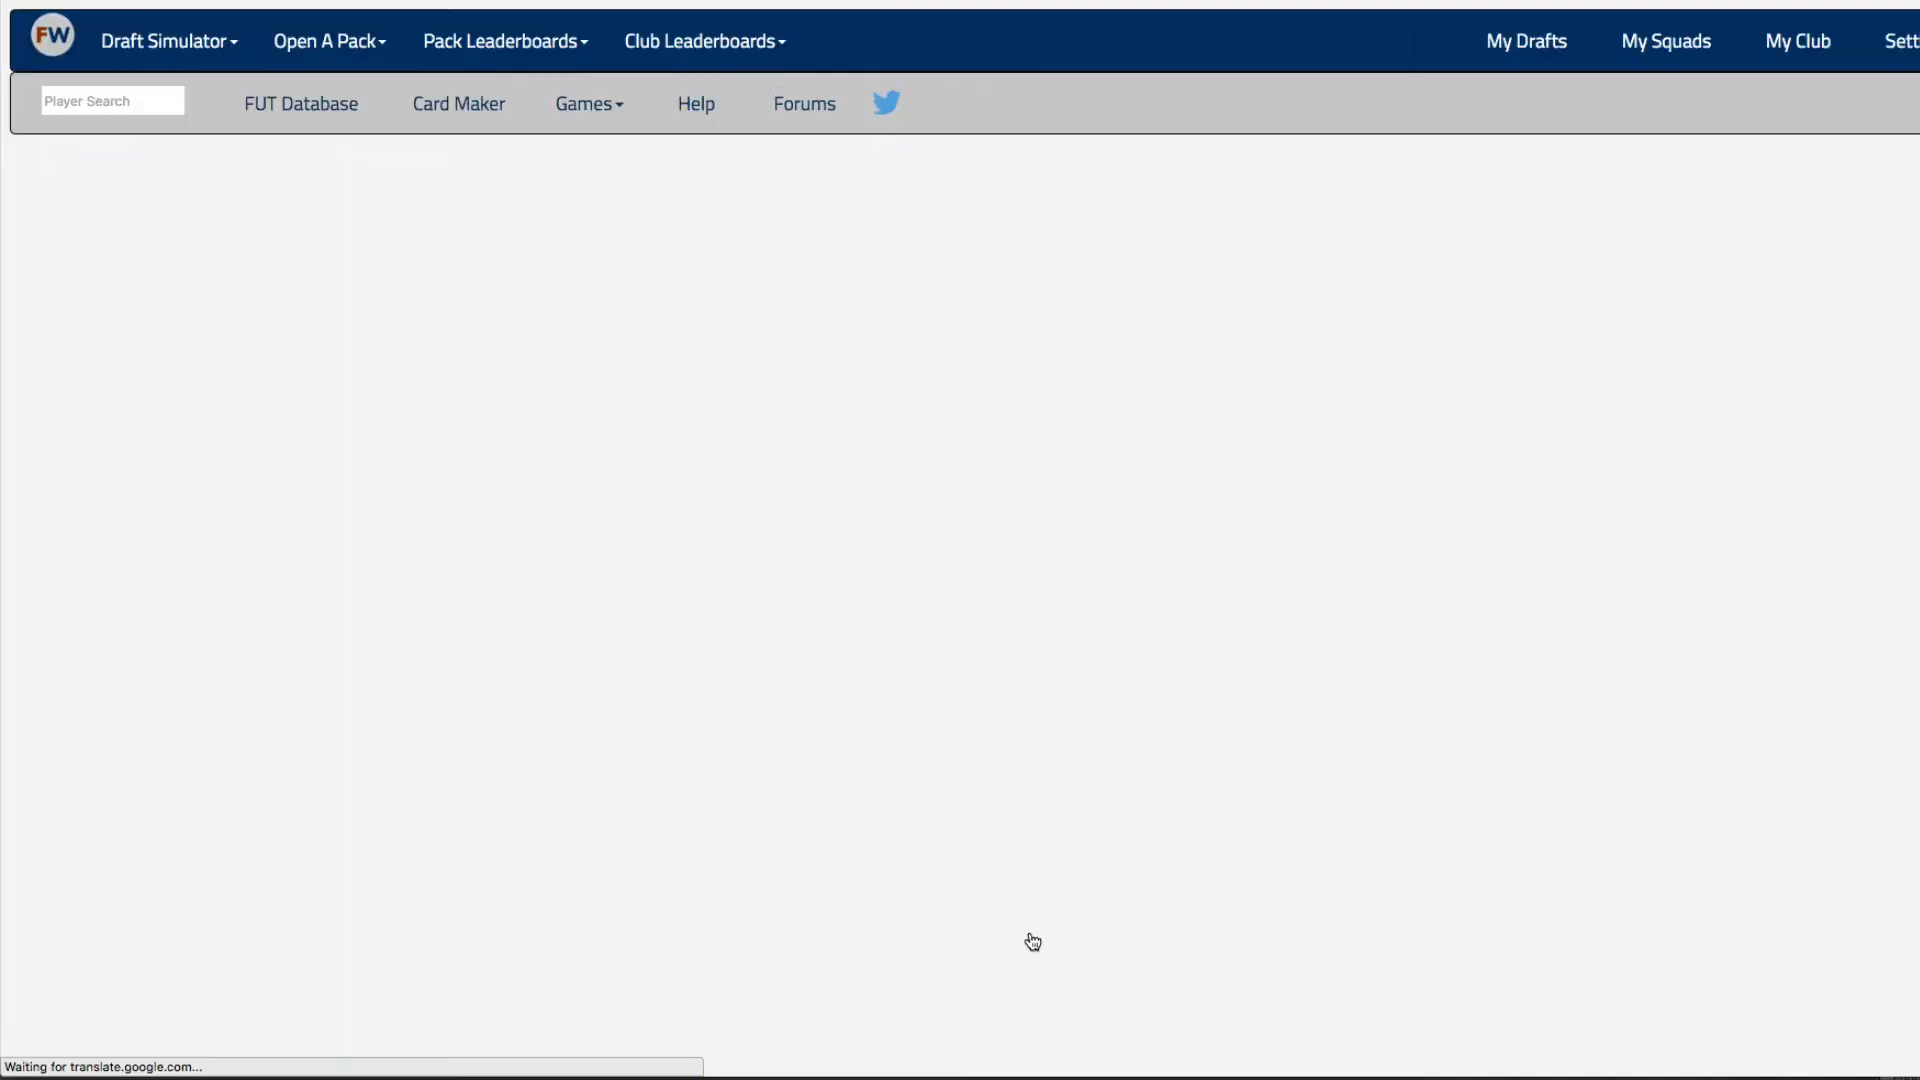 FW Draft Simulator Open A Pack Pack Leaderboards Club Leaderboards My Drafts My Squads My Club Sett
Player Search FUT Database Card Maker Games Help Forums
Waiting for translate.google.com...